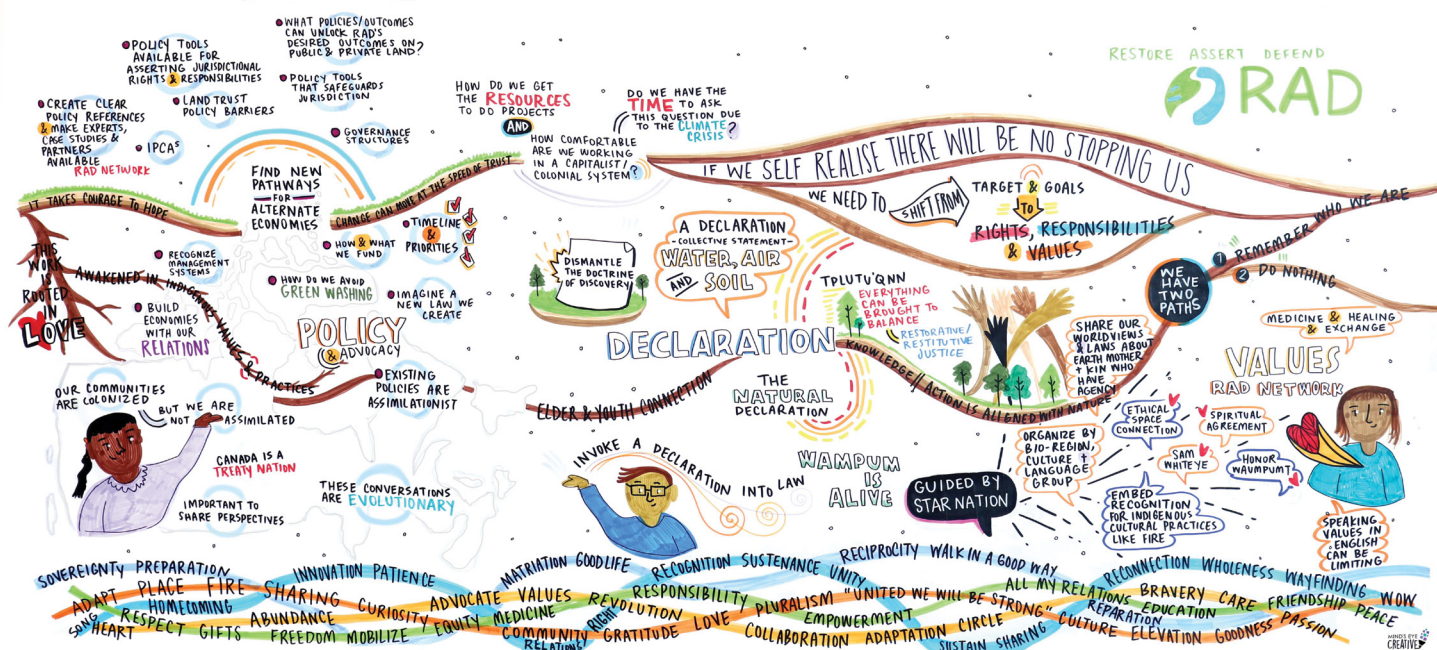 WHAT POLICIES/OUTCOMES
CAN UNLOCK RAD'S
DESIRED OUTCOMES ON
PUBLIC & PRIVATE LAND?
POLICY TOOLS
AVAILABLE FOR
ASSERTING JURISDICTIONAL
RIGHTS & RESPONSIBILITIES
POLICY TOOLS
THAT SAFEGUARDS
JURISDICTION
CREATE CLEAR
POLICY REFERENCES
& MAKE EXPERTS,
CASE STUDIES &
PARTNERS
AVAILABLE
RAD NETWORK
LAND TRUST
POLICY BARRIERS
IPCAs
GOVERNANCE
STRUCTURES
FIND NEW
PATHWAYS
-FOR-
ALTERNATE
ECONOMIES
IT TAKES COURAGE TO HOPE
CHANGE CAN MOVE AT THE SPEED OF TRUST
HOW DO WE GET
THE RESOURCES
TO DO PROJECTS
AND
HOW COMFORTABLE
ARE WE WORKING
IN A CAPITALIST/
COLONIAL SYSTEM?
DO WE HAVE THE
TIME TO ASK
THIS QUESTION DUE
TO THE CLIMATE
CRISIS?
RESTORE ASSERT DEFEND
RAD
IF WE SELF REALISE THERE WILL BE NO STOPPING US
WE NEED TO
SHIFT FROM
TARGET & GOALS
TO
RIGHTS, RESPONSIBILITIES
& VALUES
THIS
WORK
IS
ROOTED
IN
LOVE
AWAKENED IN INDIGENOUS VALUES & PRACTICES
RECOGNIZE
MANAGEMENT
SYSTEMS
BUILD
ECONOMIES
WITH OUR
RELATIONS
HOW & WHAT
WE FUND
TIMELINE
&
PRIORITIES
HOW DO WE AVOID
GREEN WASHING
IMAGINE A
NEW LAW WE
CREATE
POLICY
& ADVOCACY
EXISTING
POLICIES ARE
ASSIMILATIONIST
OUR COMMUNITIES
ARE COLONIZED
BUT WE ARE
NOT ASSIMILATED
CANADA IS A
TREATY NATION
IMPORTANT TO
SHARE PERSPECTIVES
THESE CONVERSATIONS
ARE EVOLUTIONARY
DISMANTLE
THE DOCTRINE
OF DISCOVERY
A DECLARATION
-COLLECTIVE STATEMENT-
WATER, AIR
AND SOIL
DECLARATION
THE
NATURAL
DECLARATION
ELDER & YOUTH CONNECTION
INVOKE A DECLARATION INTO LAW
TPLUTU'QNN
EVERYTHING
CAN BE
BROUGHT TO
BALANCE
RESTORATIVE/
RESTITUTIVE
JUSTICE
KNOWLEDGE// ACTION IS ALIGNED WITH NATURE
WAMPUM
IS
ALIVE
GUIDED BY
STAR NATION
SHARE OUR
WORLDVIEWS
& LAWS ABOUT
EARTH MOTHER
+ KIN WHO
HAVE
AGENCY
ORGANIZE BY
BIO-REGION,
CULTURE +
LANGUAGE
GROUP
WE
HAVE
TWO
PATHS
1 REMEMBER WHO WE ARE
2 DO NOTHING
MEDICINE & HEALING
& EXCHANGE
VALUES
RAD NETWORK
ETHICAL
SPACE
CONNECTION
SPIRITUAL
AGREEMENT
SAM
WHITEYE
HONOR
WAUMPUMT
EMBED
RECOGNITION
FOR INDIGENOUS
CULTURAL PRACTICES
LIKE FIRE
SPEAKING
VALUES IN
ENGLISH
CAN BE
LIMITING
SOVEREIGNTY PREPARATION INNOVATION PATIENCE MATRIATION GOODLIFE RECOGNITION SUSTENANCE UNITY RECIPROCITY WALK IN A GOOD WAY RECONNECTION WHOLENESS WAYFINDING WOW
ADAPT PLACE FIRE SHARING CURIOSITY ADVOCATE VALUES REVOLUTION RESPONSIBILITY PLURALISM "UNITED WE WILL BE STRONG" ALL MY RELATIONS EDUCATION BRAVERY CARE FRIENDSHIP PEACE
HOMECOMING ABUNDANCE EQUITY MEDICINE RIGHT RELATIONS LOVE EMPOWERMENT REPARATION
SONG RESPECT GIFTS FREEDOM MOBILIZE COMMUNITY GRATITUDE COLLABORATION ADAPTATION CIRCLE CULTURE ELEVATION GOODNESS PASSION
HEART SUSTAIN SHARING
MIND'S EYE
CREATIVE